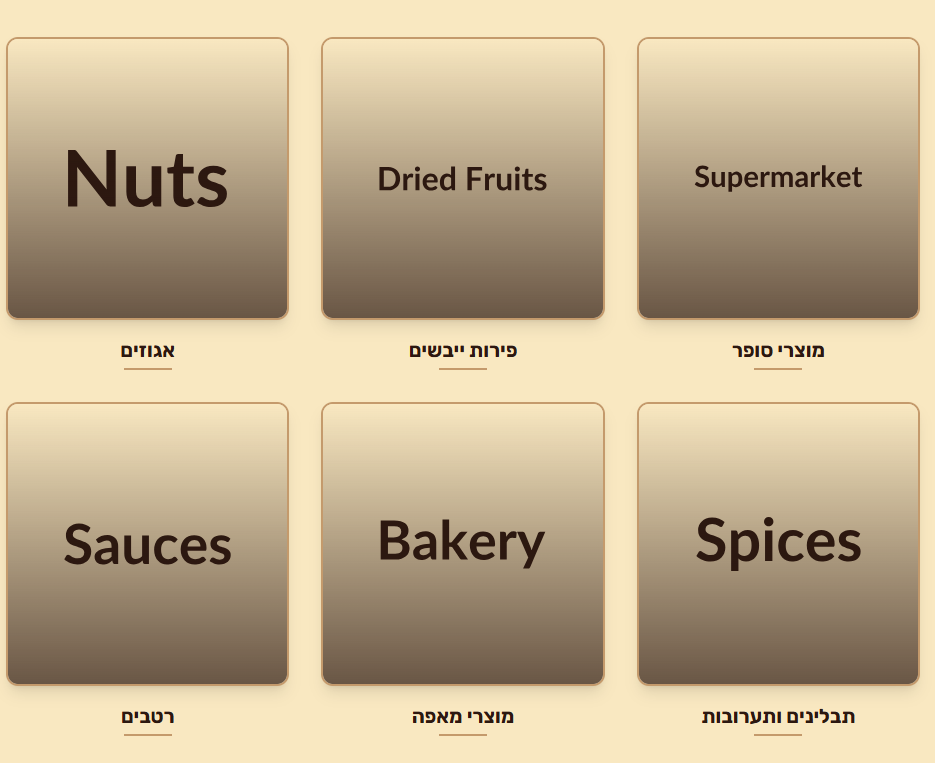 Nuts
Dried Fruits
Supermarket
אגוזים
פירות ייבשים
מוצרי סופר
Sauces
Bakery
Spices
רטבים
מוצרי מאפה
תבלינים ותערובות